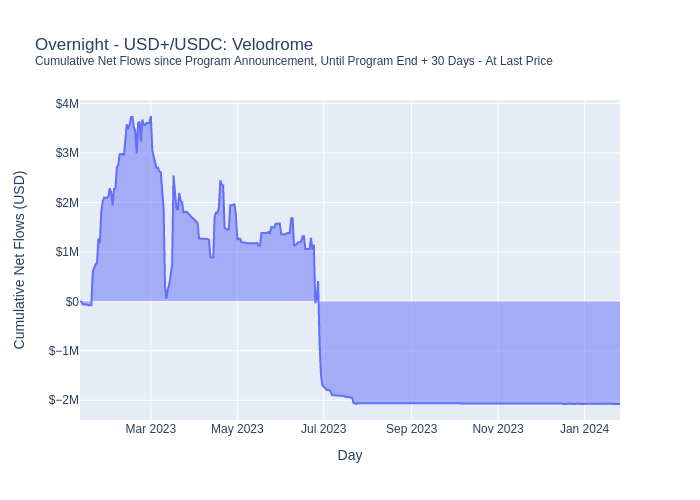 Overnight - USD+/USDC: Velodrome
Cumulative Net Flows since Program Announcement, Until Program End + 30 Days - At Last Price
Cumulative Net Flows (USD)
$4M
$3M
$2M
$1M
$0
$−1M
$−2M
Mar 2023 May 2023 Jul 2023 Sep 2023 Nov 2023 Jan 2024
Day